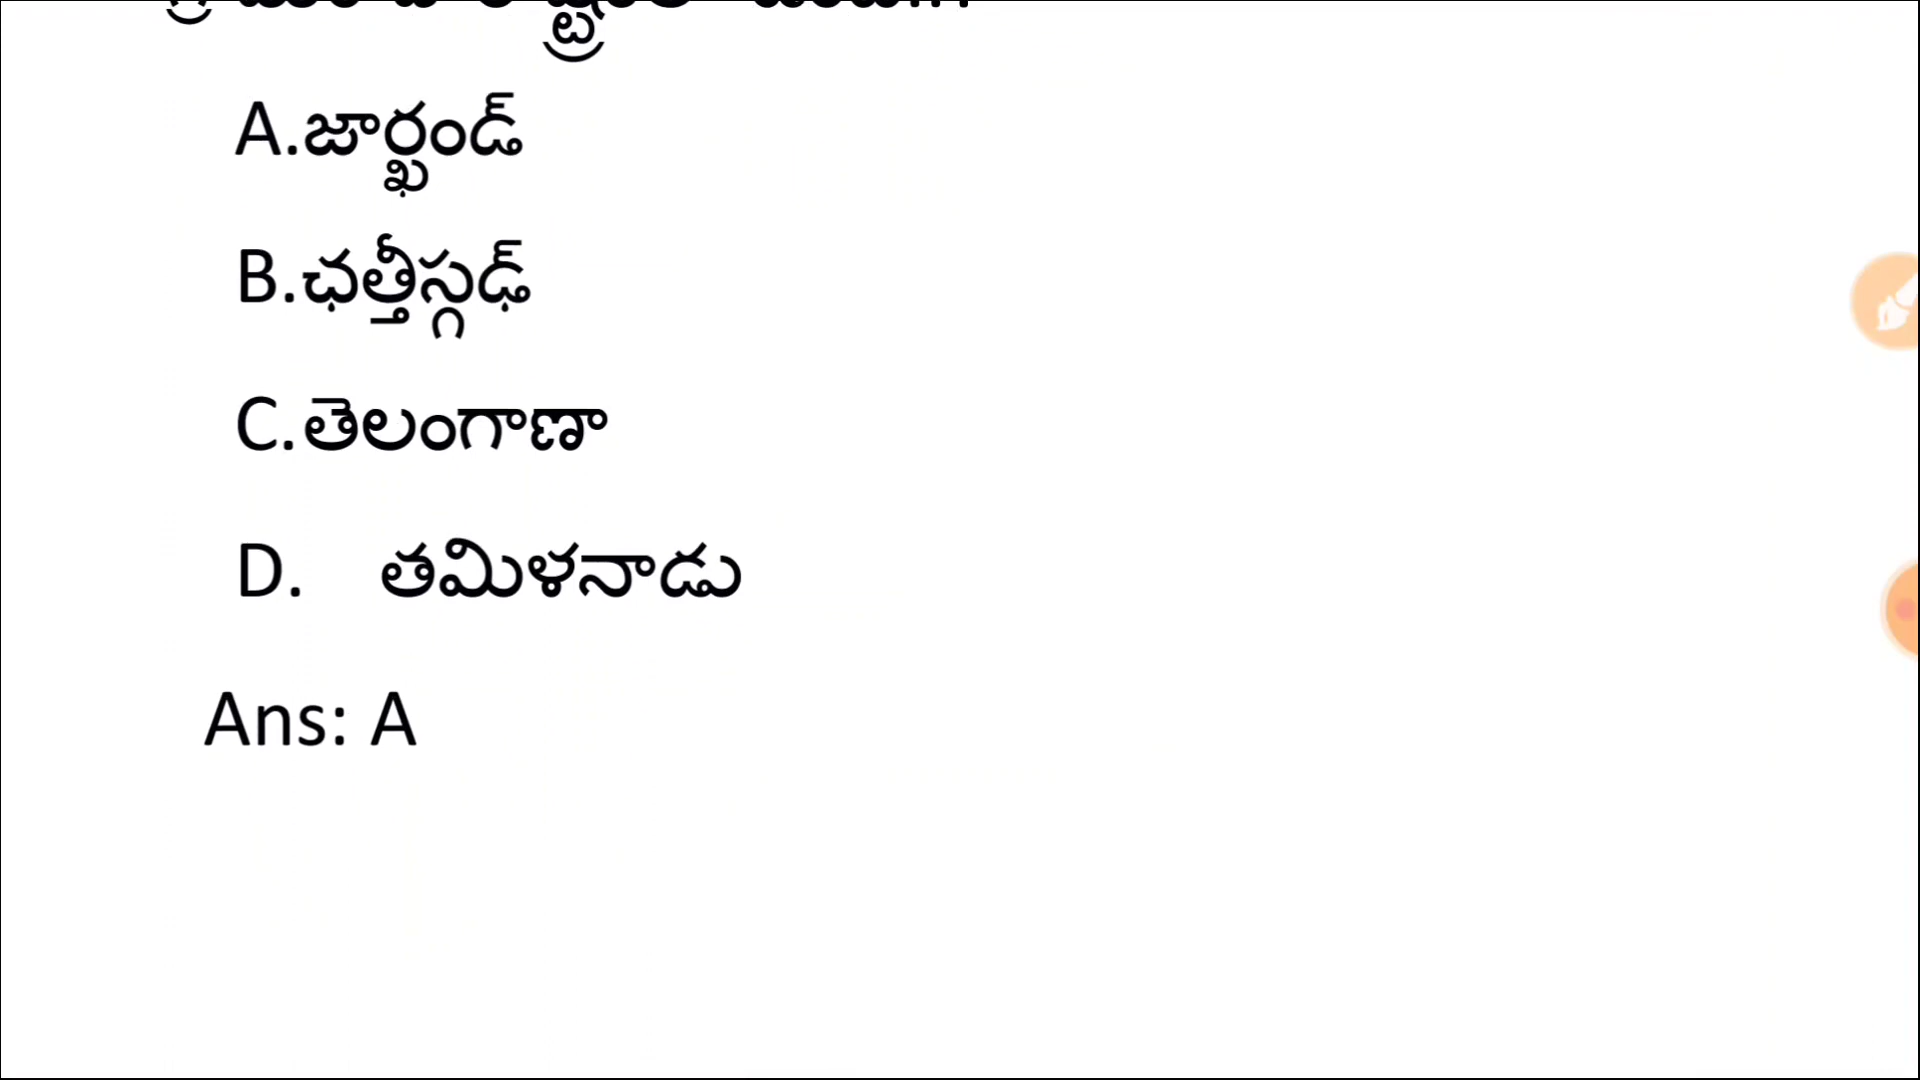 A.జార్ఖండ్
B.ఛత్తీస్గఢ్
C.తెలంగాణా
D. తమిళనాడు
Ans: A